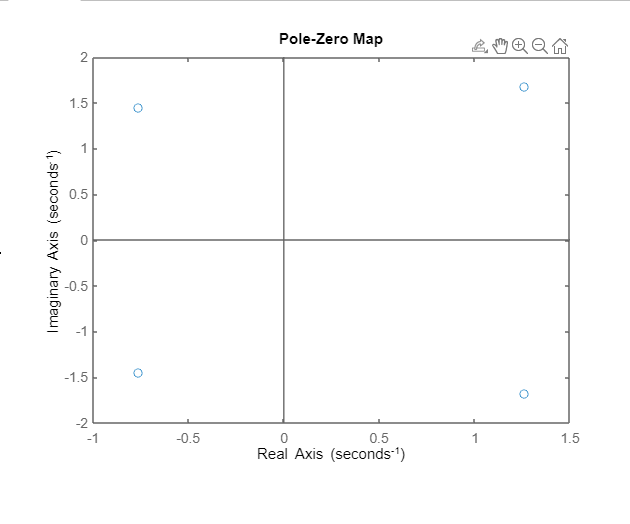 Pole-Zero Map
2
1.5
1
0.5
0
-0.5
-1
-1.5
-2
Imaginary Axis (seconds⁻¹)
-1 -0.5 0 0.5 1 1.5
Real Axis (seconds⁻¹)